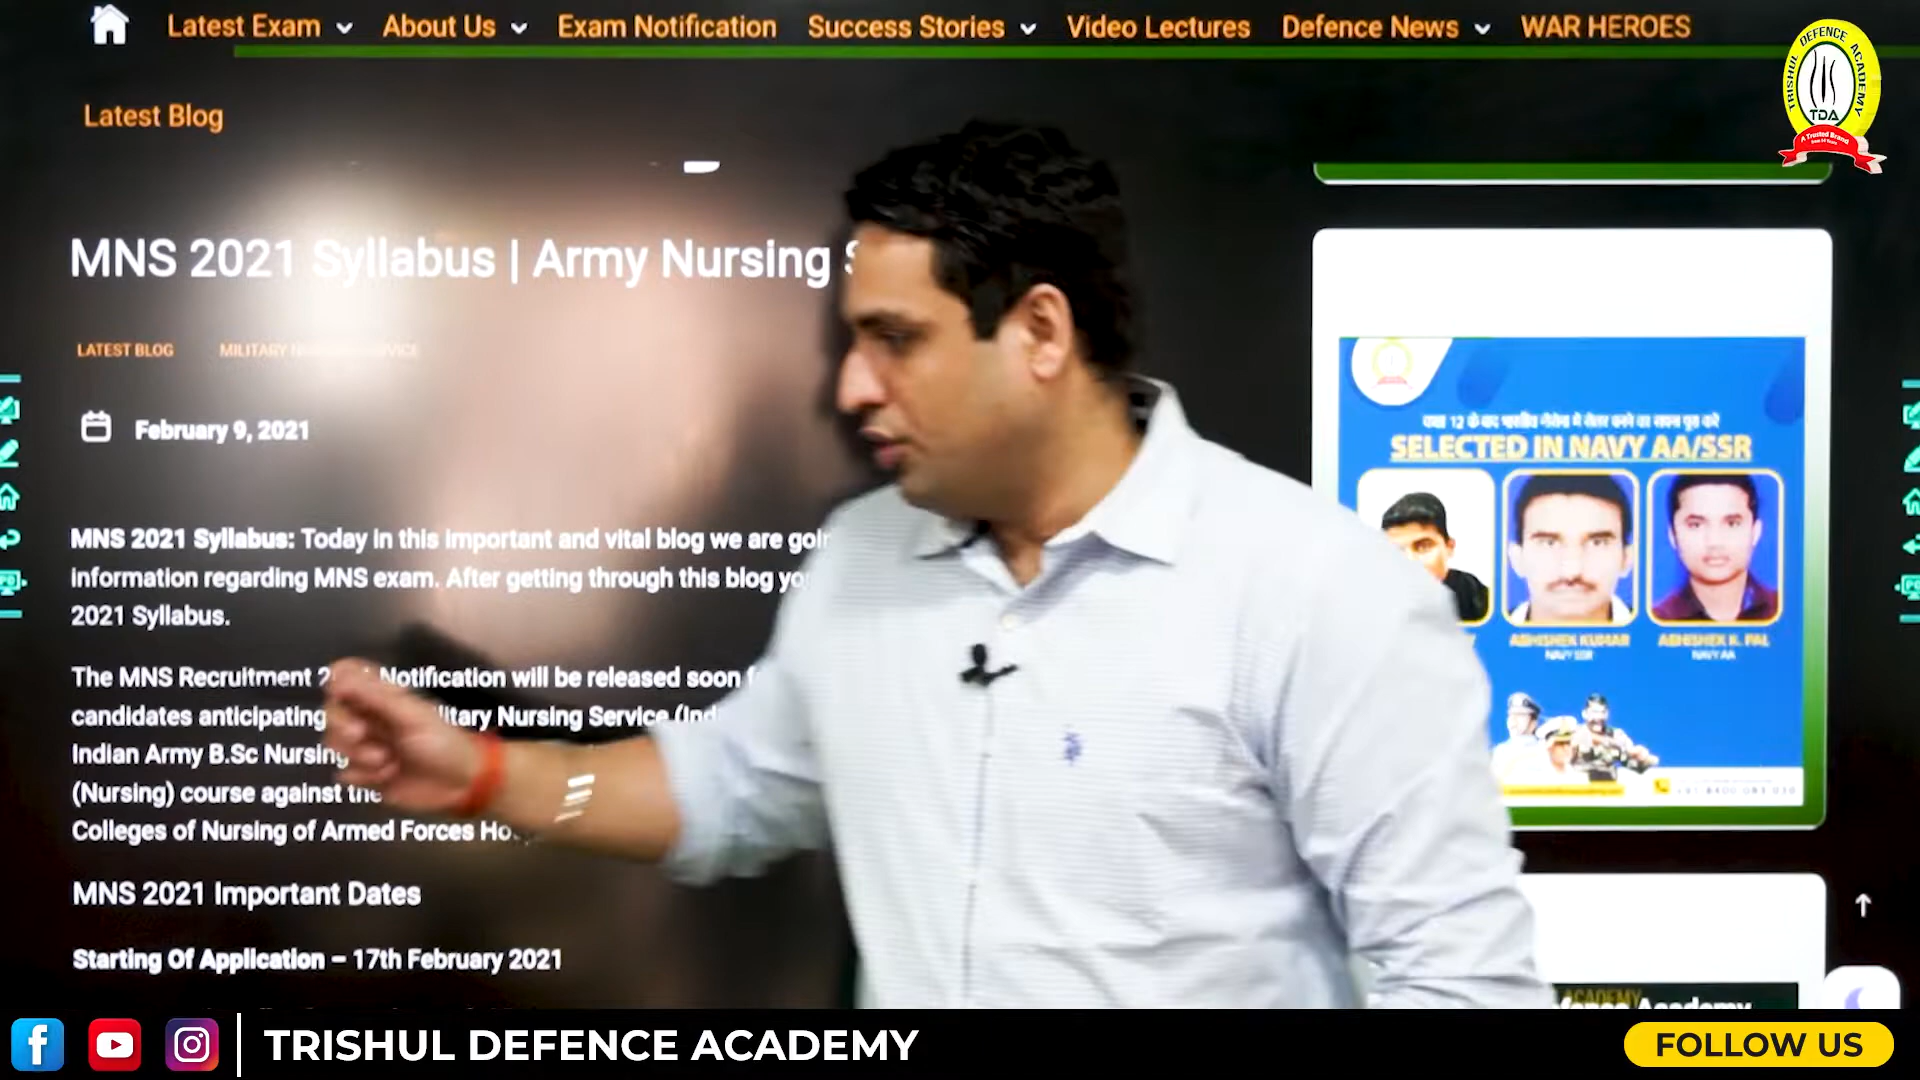 Latest Exam About Us Exam Notification Success Stories Video Lectures Defence News WAR HEROES
TRISHUL DEFENCE ACADEMY
TDA
A Trusted Brand
Latest Blog
MNS 2021 Syllabus | Army Nursing
LATEST BLOG MILITARY
February 9, 2021
MNS 2021 Syllabus: Today in this important and vital blog we are
information regarding MNS exam. After getting through this blog
2021 Syllabus.
The MNS Recruitment Notification will be released soon
candidates anticipating Nursing Service
Indian Army B.Sc Nursing
(Nursing) course against the
Colleges of Nursing of Armed Forces
MNS 2021 Important Dates
Starting Of Application – 17th February 2021
SELECTED IN NAVY AA/SSR
ABHISHEK KUMAR
NAVY SSR
ABHISHEK K. PAL
NAVY AA
ACADEMY
Academy
TRISHUL DEFENCE ACADEMY
FOLLOW US